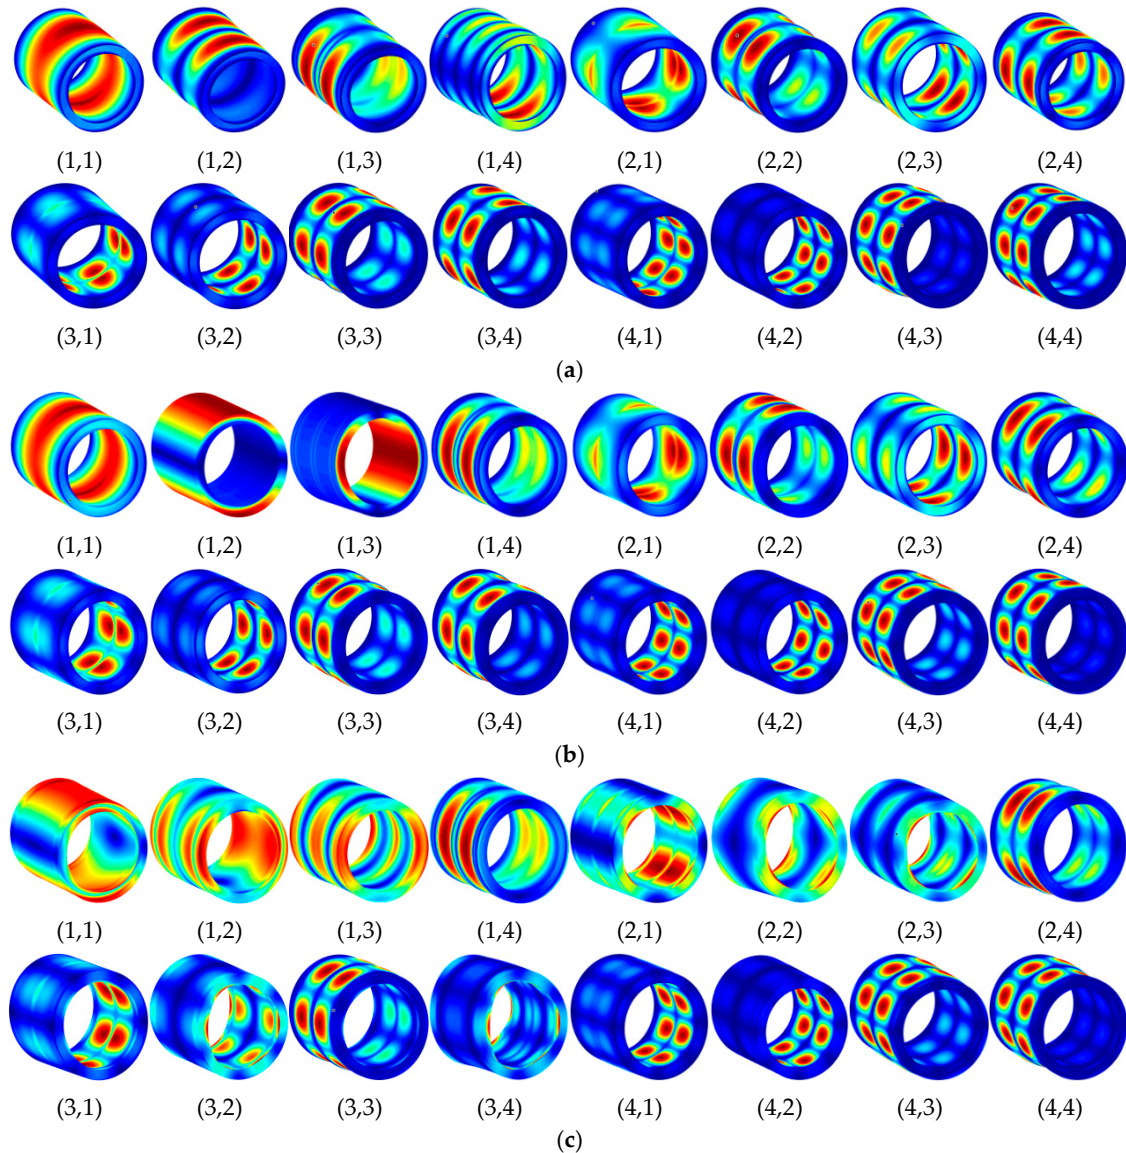 (1,1) (1,2) (1,3) (1,4) (2,1) (2,2) (2,3) (2,4)
(3,1) (3,2) (3,3) (3,4) (4,1) (4,2) (4,3) (4,4)
(a)
(1,1) (1,2) (1,3) (1,4) (2,1) (2,2) (2,3) (2,4)
(3,1) (3,2) (3,3) (3,4) (4,1) (4,2) (4,3) (4,4)
(b)
(1,1) (1,2) (1,3) (1,4) (2,1) (2,2) (2,3) (2,4)
(3,1) (3,2) (3,3) (3,4) (4,1) (4,2) (4,3) (4,4)
(c)